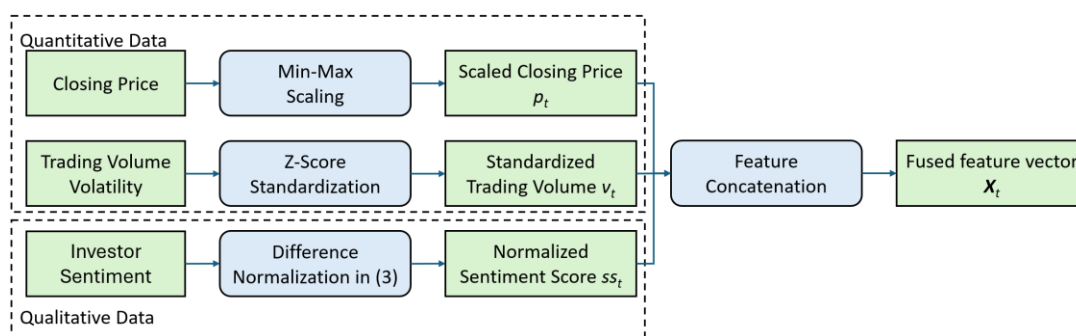 Quantitative Data
Closing Price
Min-Max
Scaling
Scaled Closing Price
p_t
Trading Volume
Volatility
Z-Score
Standardization
Standardized
Trading Volume v_t
Feature
Concatenation
Fused feature vector
X_t
Investor
Sentiment
Difference
Normalization in (3)
Normalized
Sentiment Score ss_t
Qualitative Data